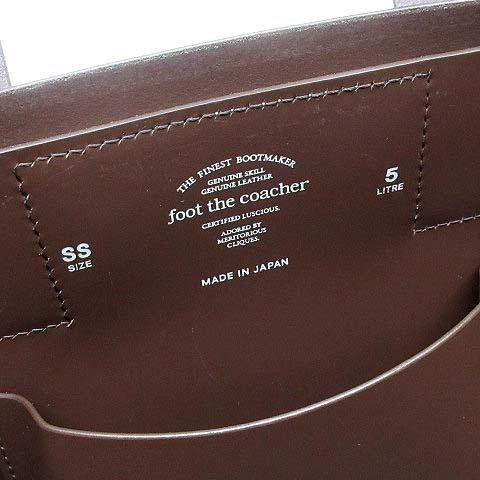 THE FINEST BOOTMAKER
GENUINE SKILL
GENUINE LEATHER
foot the coacher
CERTIFIED LUSCIOUS.
ADORED BY
MERITORIOUS
CLIQUES.
MADE IN JAPAN
SS
SIZE
5
LITRE